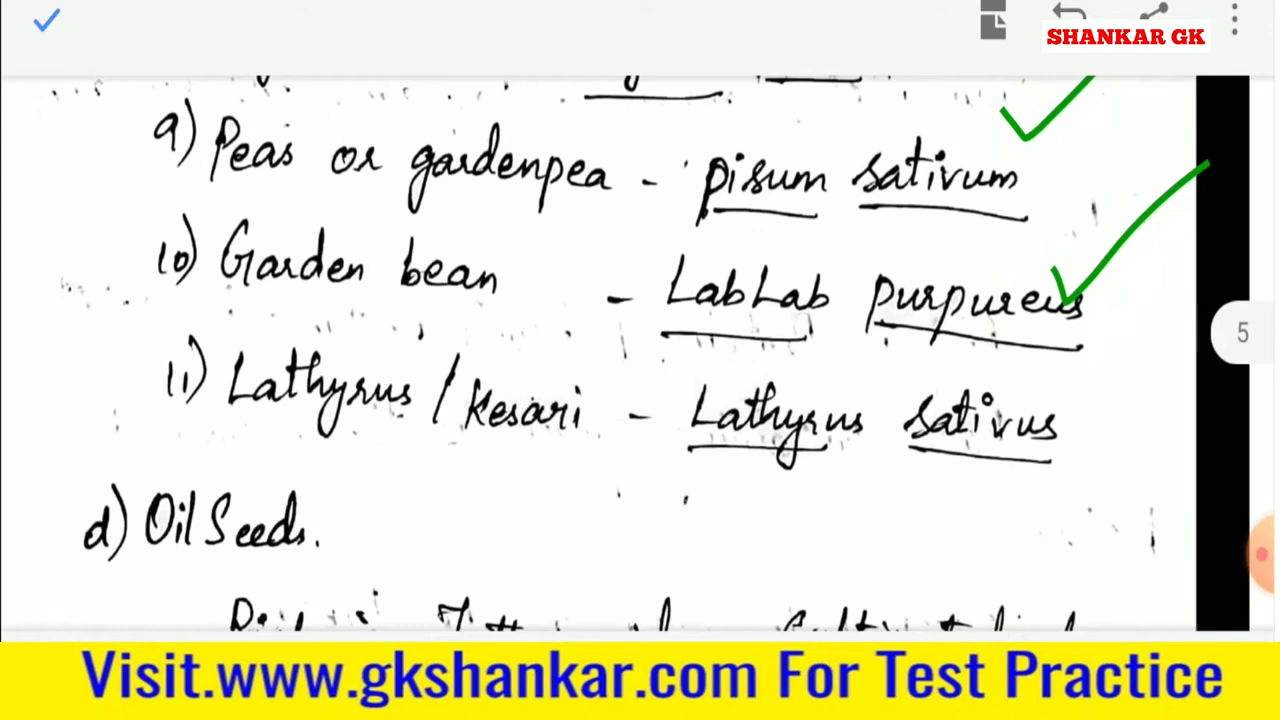 SHANKAR GK
9) Peas or gardenpea - pisum sativum
10) Garden bean - LabLab purpureus
11) Lathyrus / Kesari - Lathyrus sativus
5
d) Oil Seeds.
Visit.www.gkshankar.com For Test Practice